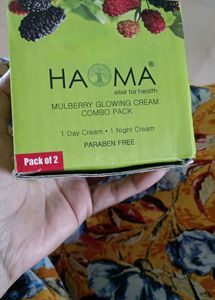 HAOMA®
elixir for health
MULBERRY GLOWING CREAM
COMBO PACK
1 Day Cream • 1 Night Cream
PARABEN FREE
Pack of 2